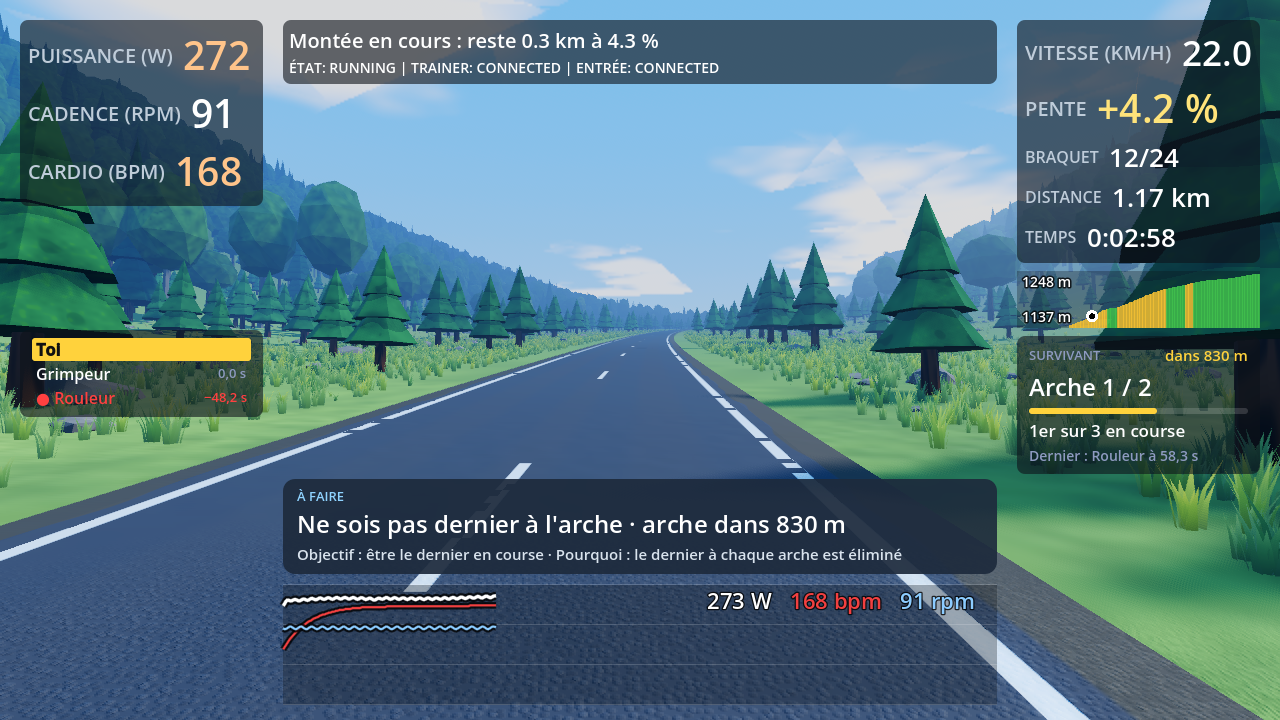 PUISSANCE (W) 272
CADENCE (RPM) 91
CARDIO (BPM) 168
Montée en cours : reste 0.3 km à 4.3 %
ÉTAT: RUNNING | TRAINER: CONNECTED | ENTRÉE: CONNECTED
VITESSE (KM/H) 22.0
PENTE +4.2 %
BRAQUET 12/24
DISTANCE 1.17 km
TEMPS 0:02:58
1248 m
1137 m
Toi
Grimpeur 0,0 s
Rouleur −48,2 s
SURVIVANT dans 830 m
Arche 1 / 2
1er sur 3 en course
Dernier : Rouleur à 58,3 s
À FAIRE
Ne sois pas dernier à l'arche · arche dans 830 m
Objectif : être le dernier en course · Pourquoi : le dernier à chaque arche est éliminé
273 W 168 bpm 91 rpm